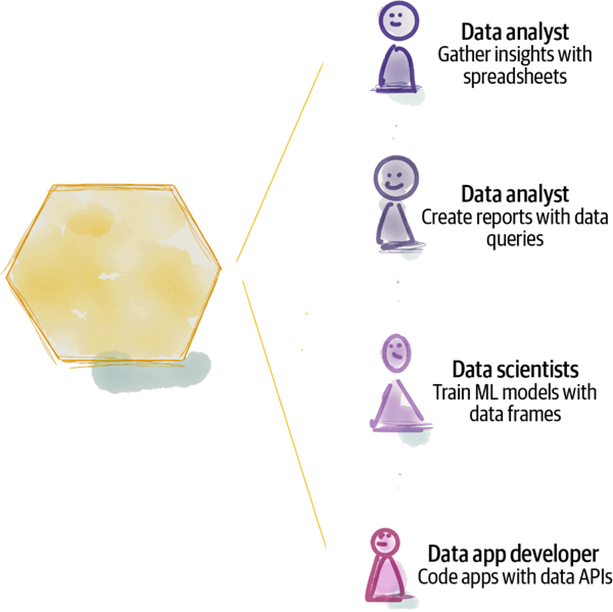 Data analyst
Gather insights with
spreadsheets
Data analyst
Create reports with data
queries
Data scientists
Train ML models with
data frames
Data app developer
Code apps with data APIs